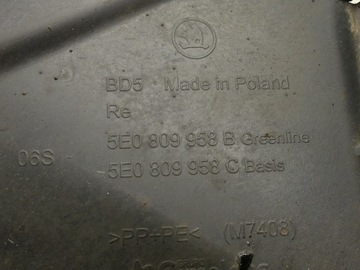 BD5 Made in Poland
Re
5E0 809 958 B Greenline
5E0 809 958 C Basis
06S
>PP+PE< (M7408)